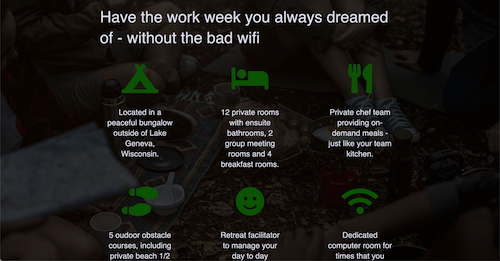 Have the work week you always dreamed
of - without the bad wifi
Located in a
peaceful bungalow
outside of Lake
Geneva,
Wisconsin.
12 private rooms
with ensuite
bathrooms, 2
group meeting
rooms and 4
breakfast rooms.
Private chef team
providing on-
demand meals -
just like your team
kitchen.
5 oudoor obstacle
courses, including
private beach 1/2
Retreat facilitator
to manage your
day to day
Dedicated
computer room for
times that you